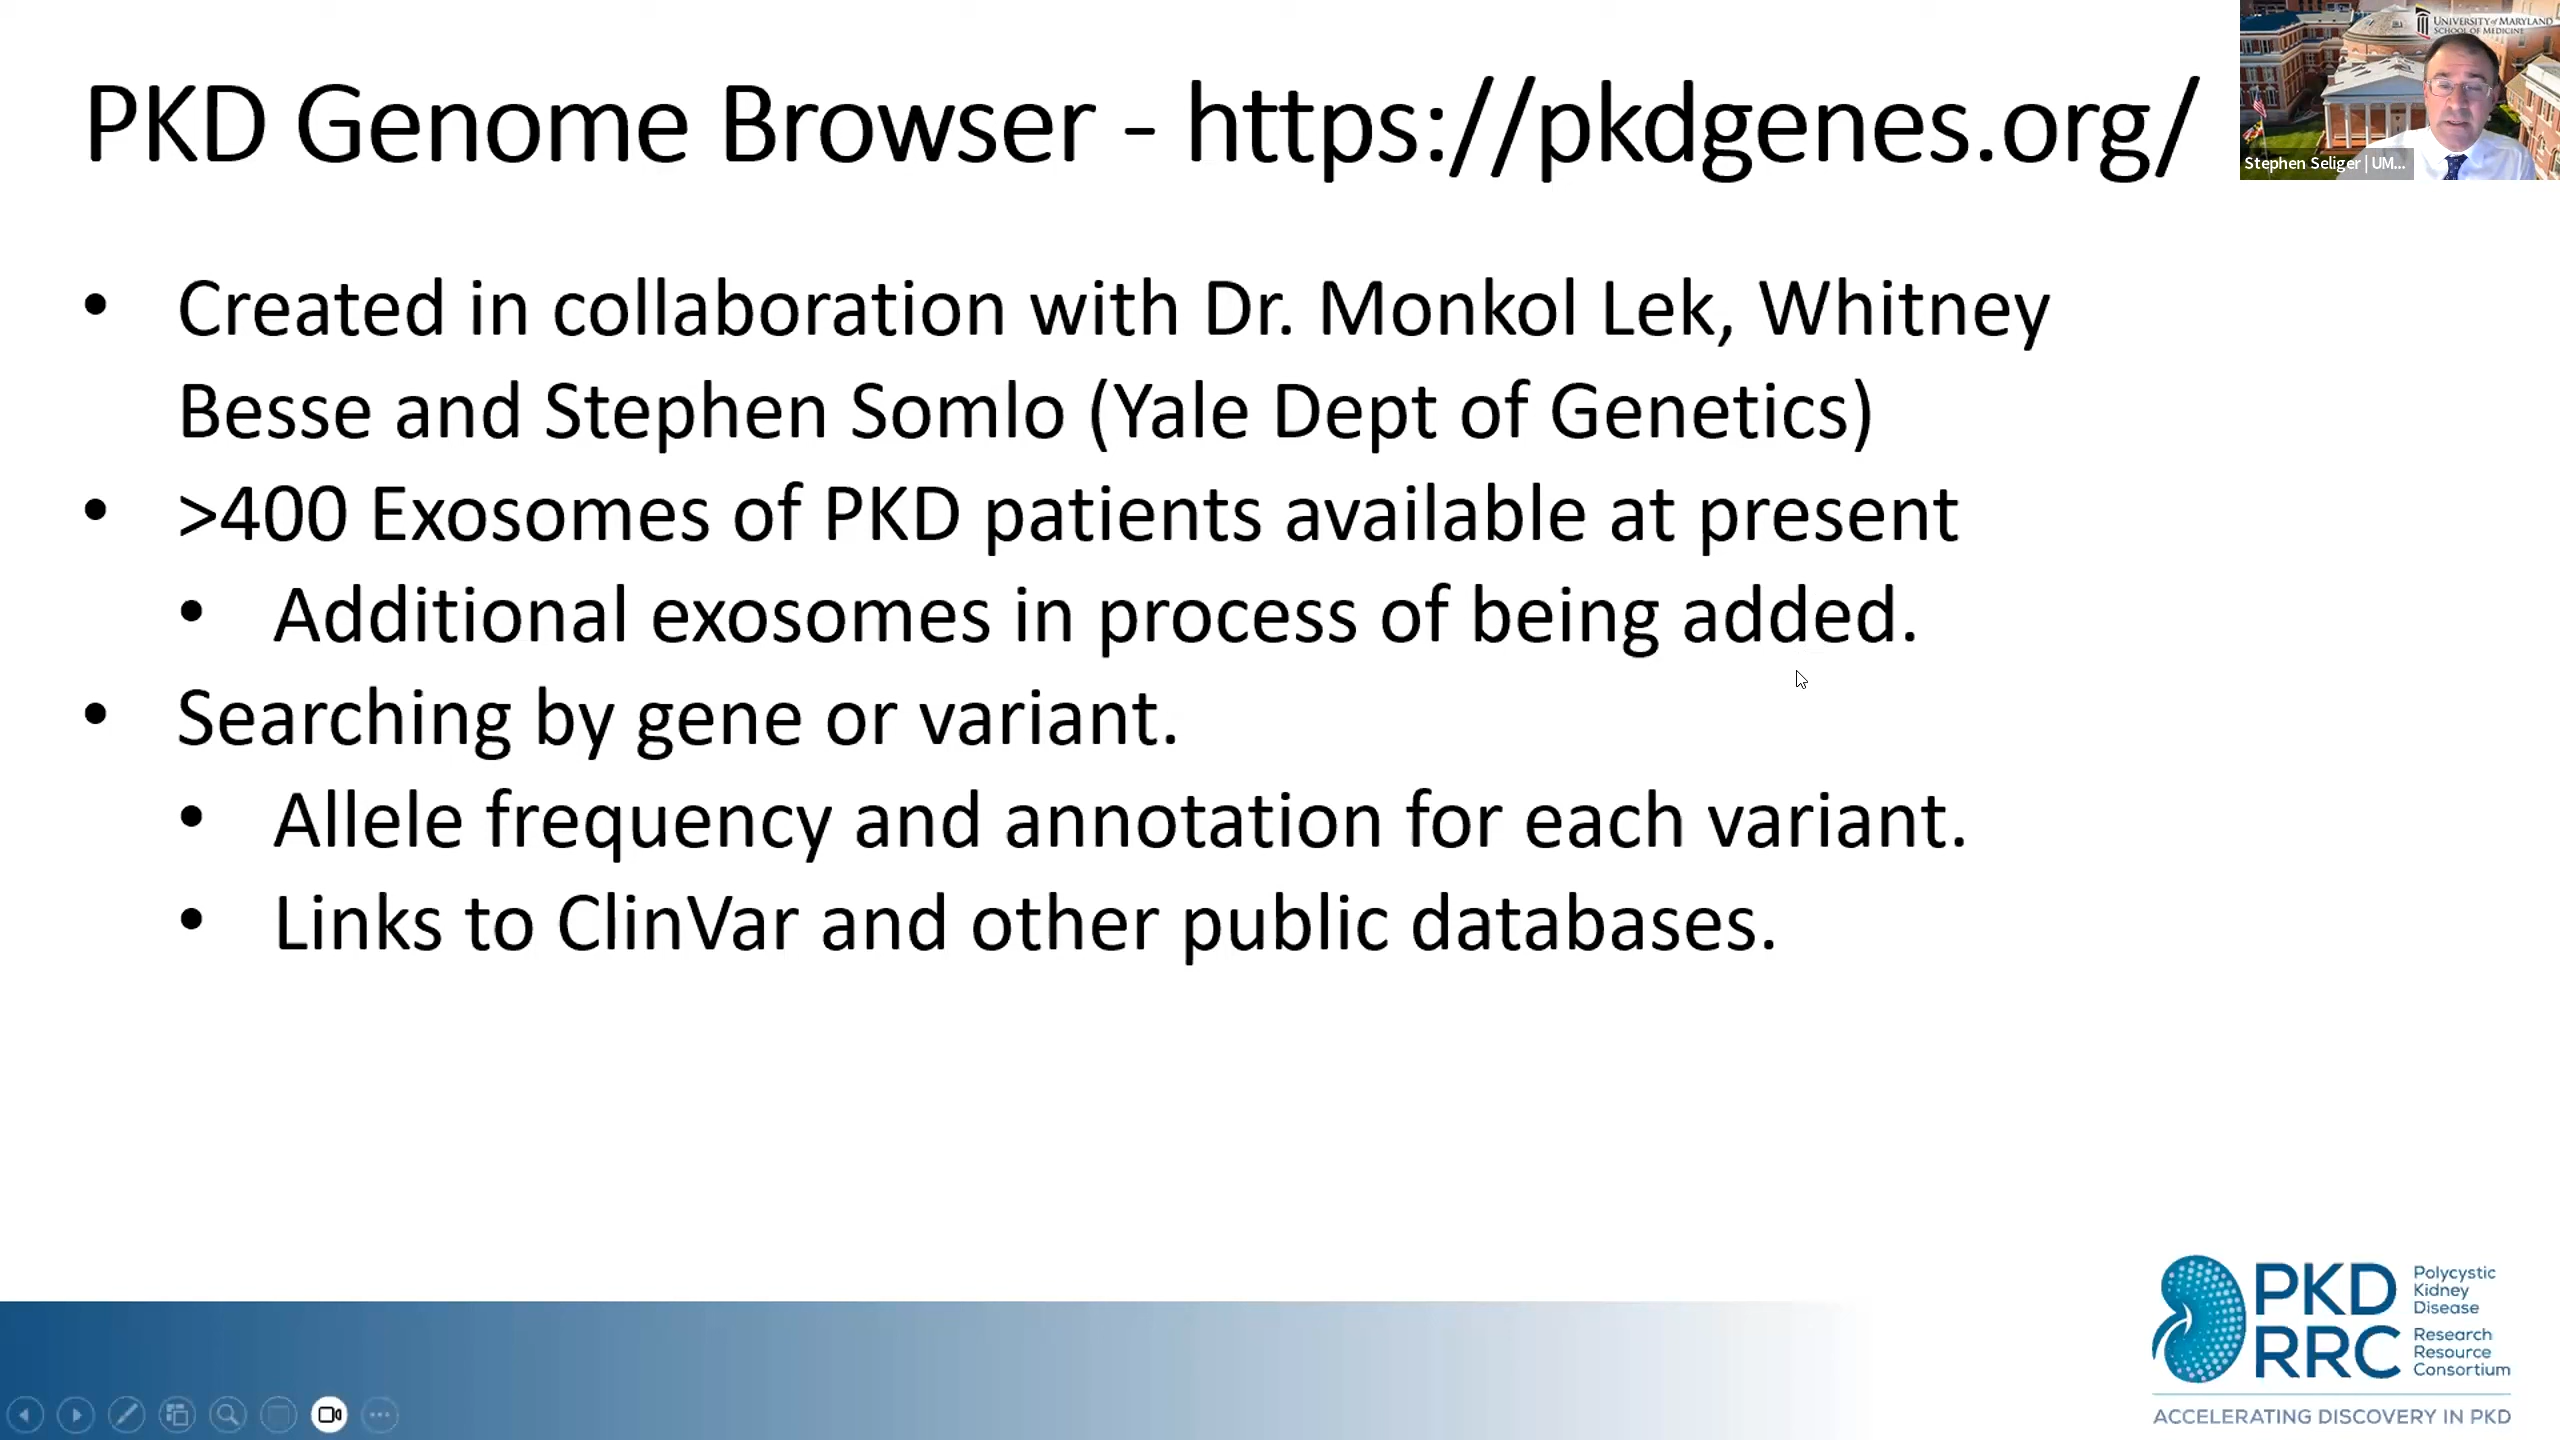 PKD Genome Browser - https://pkdgenes.org/
UNIVERSITY of MARYLAND
SCHOOL OF MEDICINE
Stephen Seliger | UM...
• Created in collaboration with Dr. Monkol Lek, Whitney
Besse and Stephen Somlo (Yale Dept of Genetics)
• >400 Exosomes of PKD patients available at present
• Additional exosomes in process of being added.
• Searching by gene or variant.
• Allele frequency and annotation for each variant.
• Links to ClinVar and other public databases.
PKD
RRC
Polycystic
Kidney
Disease
Research
Resource
Consortium
ACCELERATING DISCOVERY IN PKD